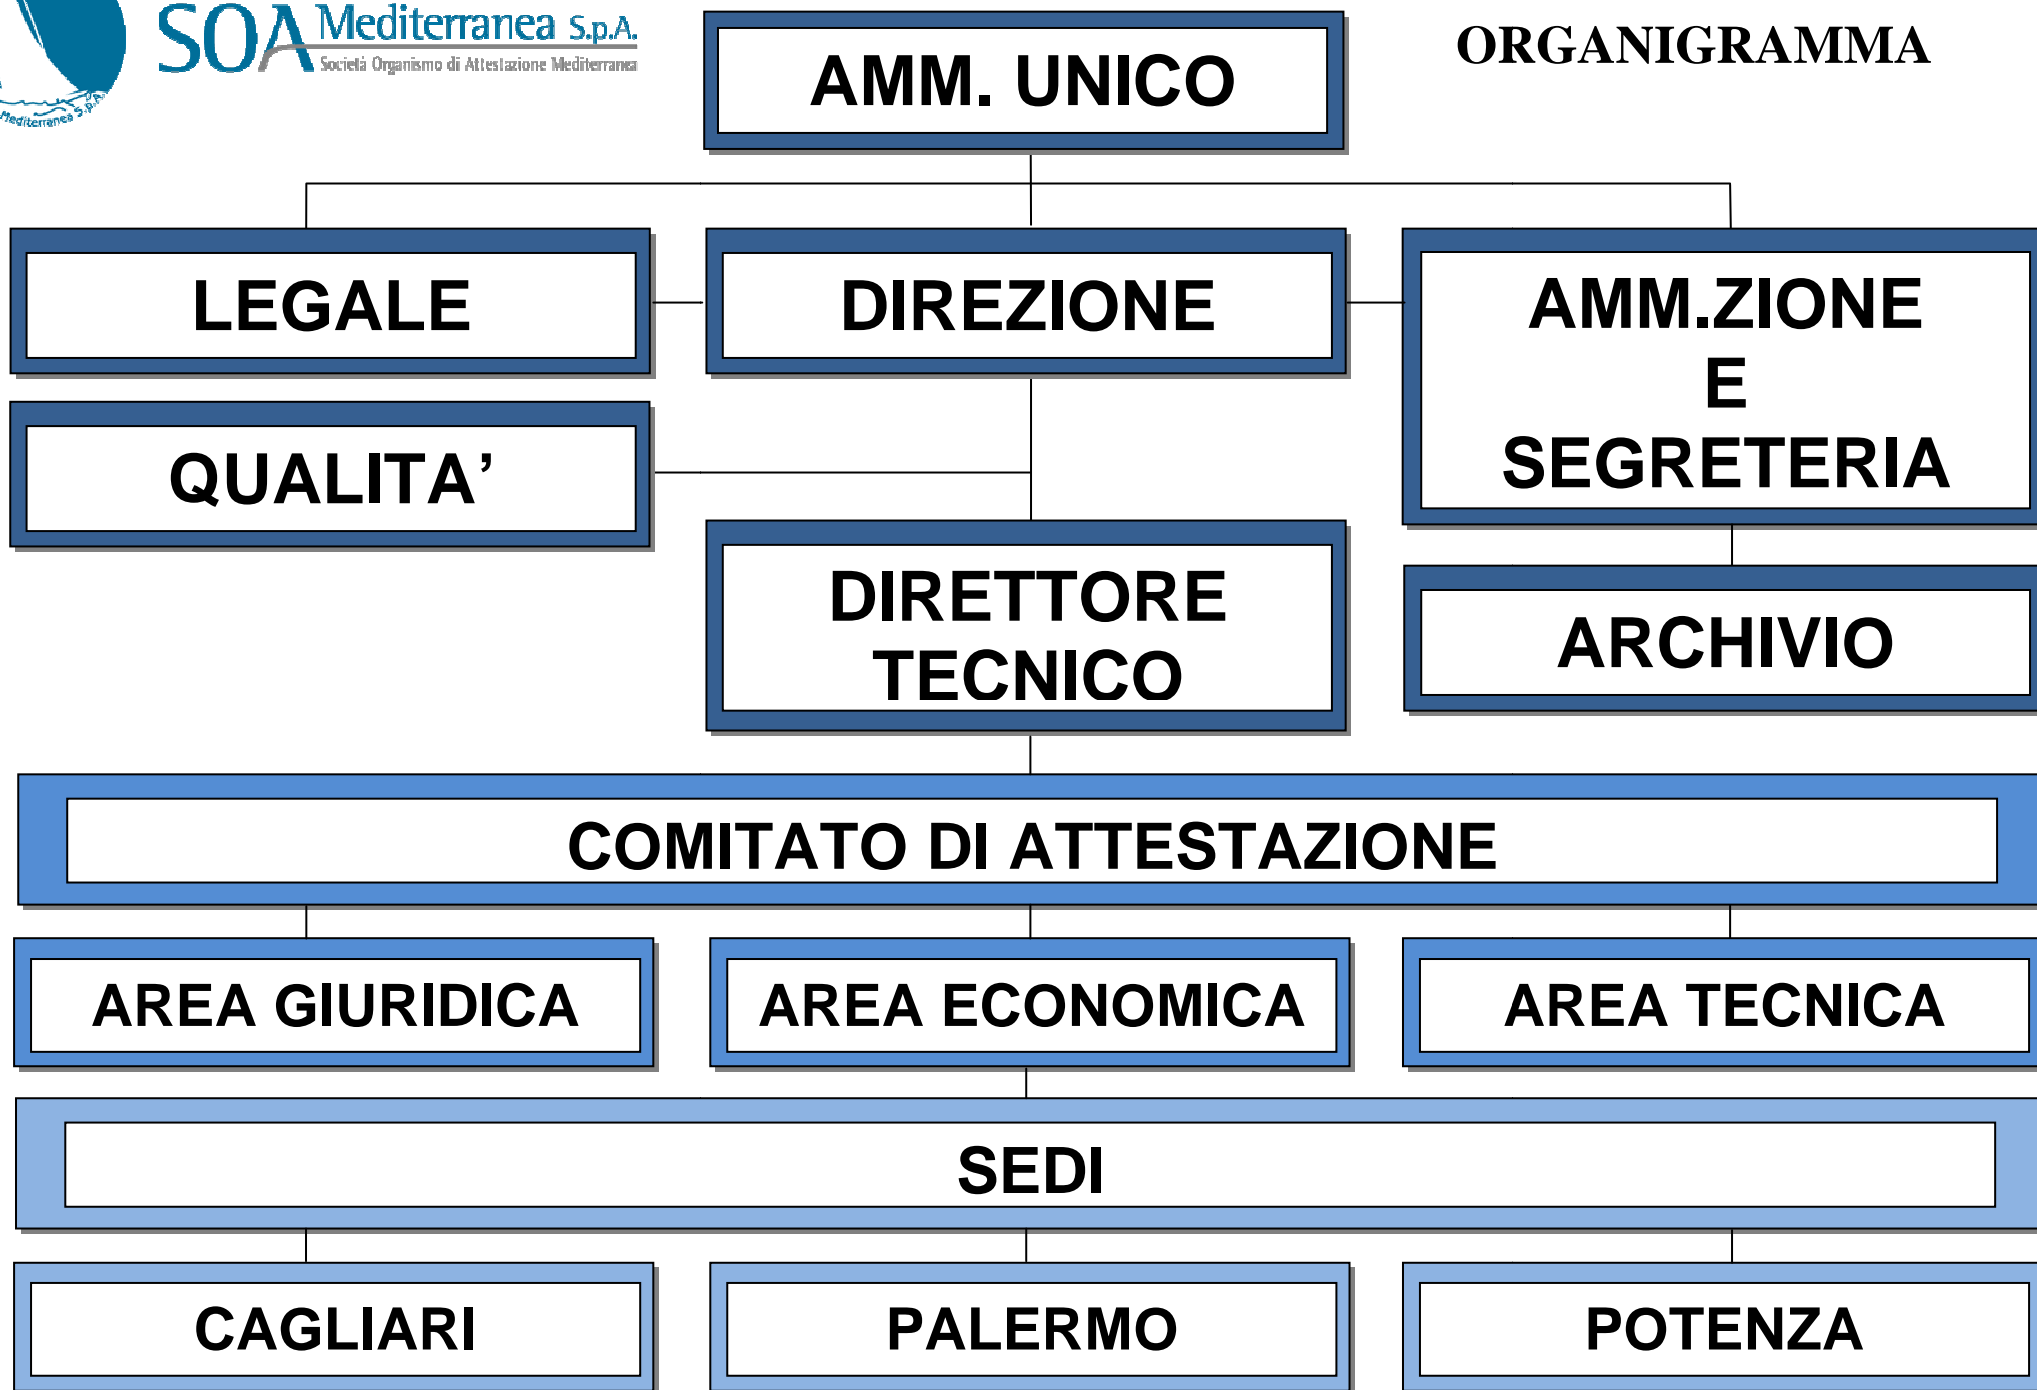 SOA Mediterranea S.p.A.
Società Organismo di Attestazione Mediterranea
Mediterranea S.p.A.
ORGANIGRAMMA
AMM. UNICO
LEGALE
DIREZIONE
AMM.ZIONE
E
SEGRETERIA
QUALITA’
DIRETTORE
TECNICO
ARCHIVIO
COMITATO DI ATTESTAZIONE
AREA GIURIDICA
AREA ECONOMICA
AREA TECNICA
SEDI
CAGLIARI
PALERMO
POTENZA